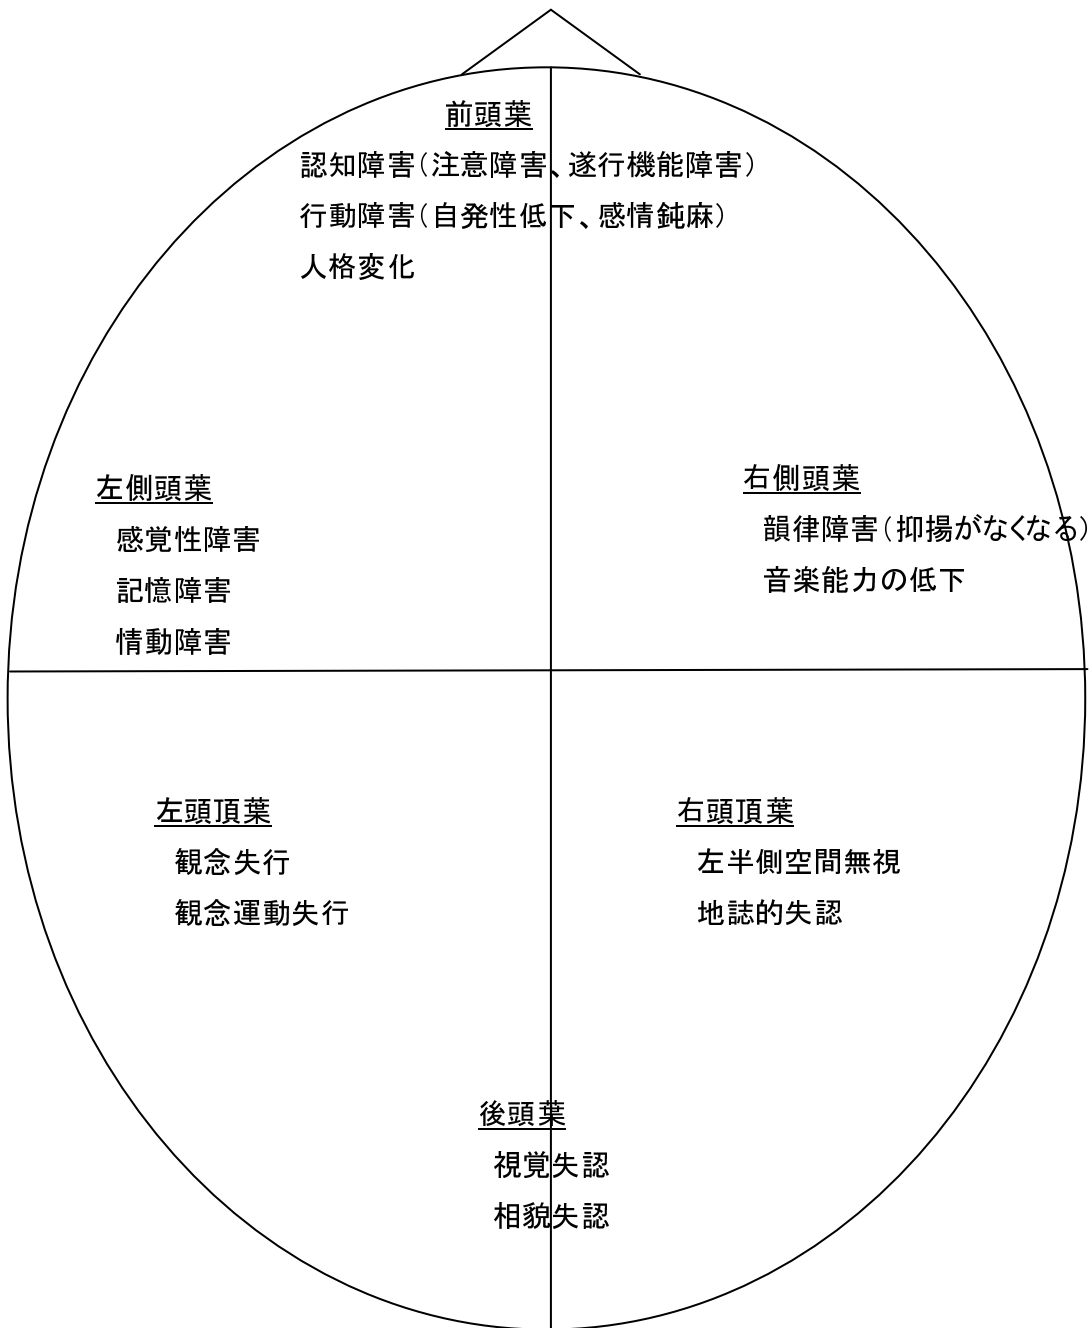 前頭葉
認知障害（注意障害、遂行機能障害）
行動障害（自発性低下、感情鈍麻）
人格変化
左側頭葉
感覚性障害
記憶障害
情動障害
右側頭葉
韻律障害（抑揚がなくなる）
音楽能力の低下
左頭頂葉
観念失行
観念運動失行
右頭頂葉
左半側空間無視
地誌的失認
後頭葉
視覚失認
相貌失認